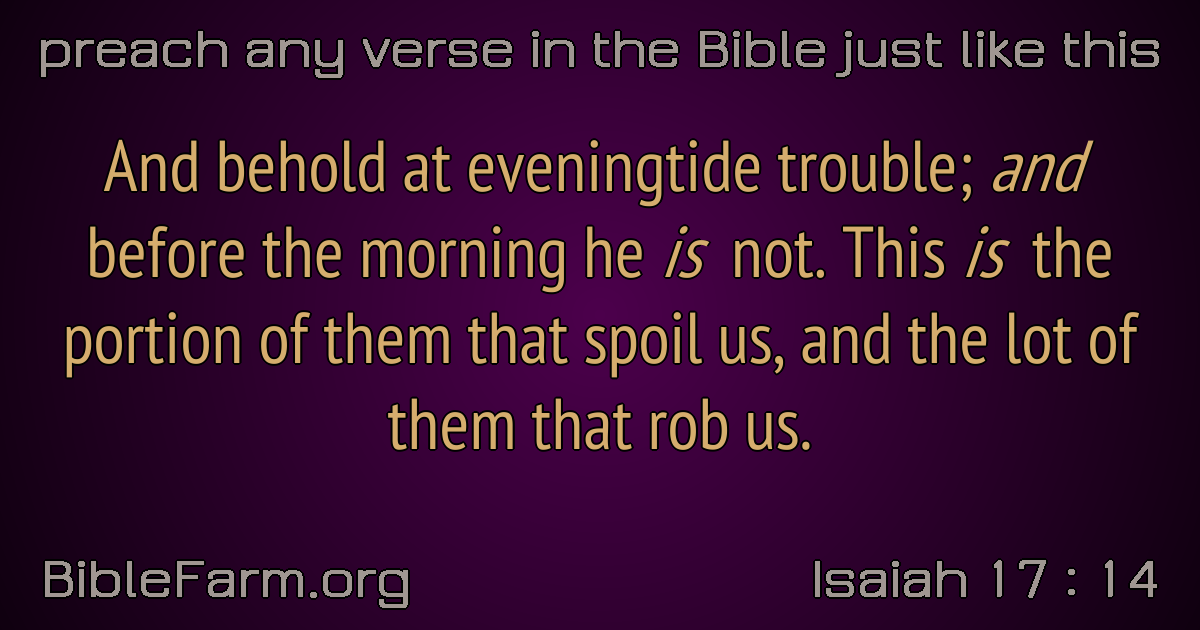 preach any verse in the Bible just like this
And behold at eveningtide trouble; and
before the morning he is not. This is the
portion of them that spoil us, and the lot of
them that rob us.
BibleFarm.org
Isaiah 17 : 14